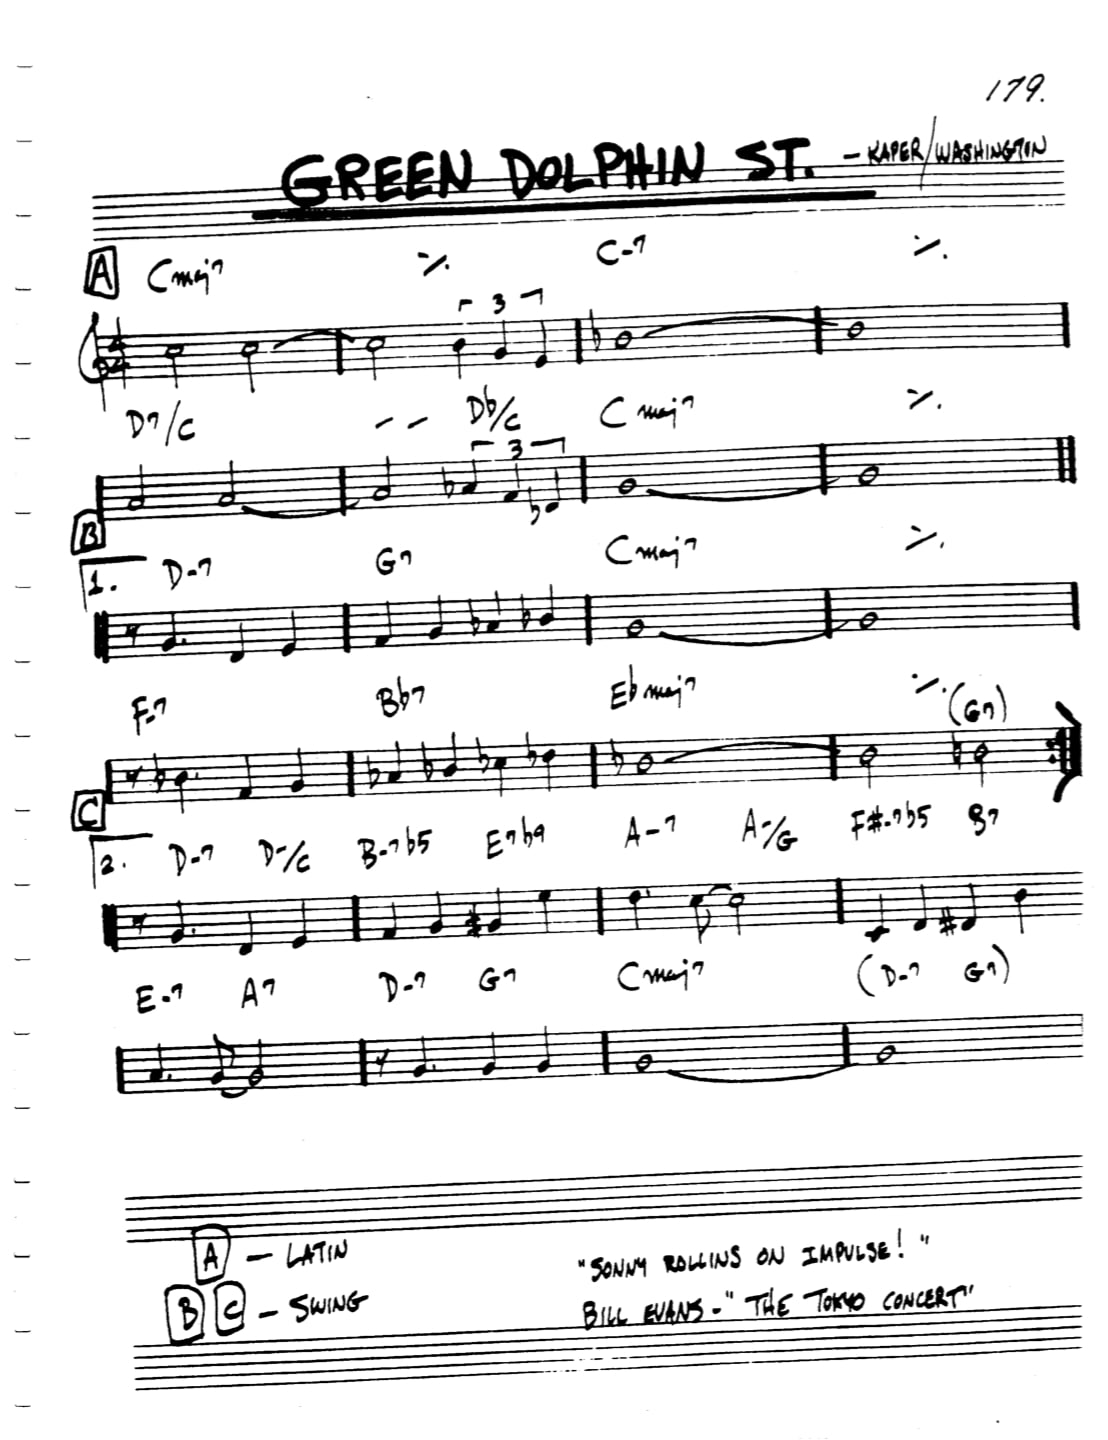 179.
GREEN DOLPHIN ST. – KAPER/WASHINGTON
A Cmaj7 ٪. C-7 ٪.
3
4
4
D7/C – – Db/C Cmaj7 ٪.
3
B
1. D-7 G7 Cmaj7 ٪.
F-7 Bb7 Ebmaj7 ٪. (G7)
C
2. D-7 D-/C B-7b5 E7b9 A-7 A-/G F#-7b5 B7
E-7 A7 D-7 G7 Cmaj7 (D-7 G7)
A – LATIN "SONNY ROLLINS ON IMPULSE!"
B C – SWING BILL EVANS - "THE TOKYO CONCERT"